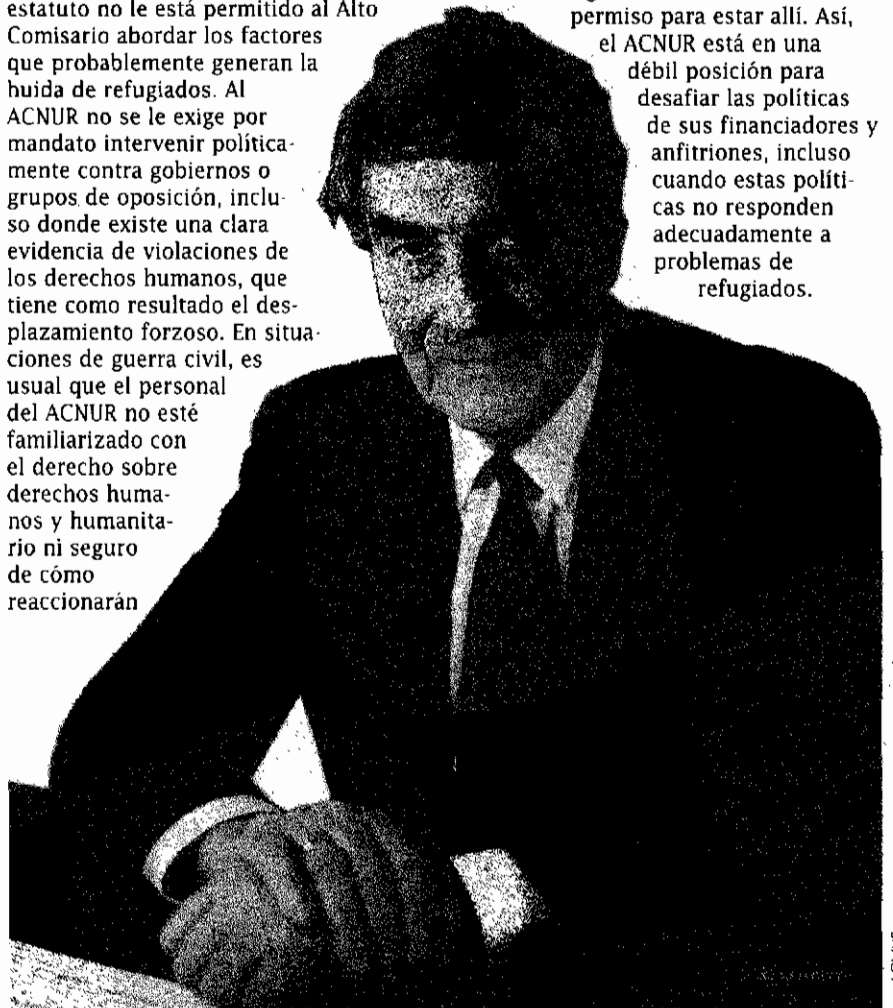 estatuto no le está permitido al Alto
Comisario abordar los factores
que probablemente generan la
huida de refugiados. Al
ACNUR no se le exige por
mandato intervenir política-
mente contra gobiernos o
grupos de oposición, inclu-
so donde existe una clara
evidencia de violaciones de
los derechos humanos, que
tiene como resultado el des-
plazamiento forzoso. En situa-
ciones de guerra civil, es
usual que el personal
del ACNUR no esté
familiarizado con
el derecho sobre
derechos huma-
nos y humanita-
rio ni seguro
de cómo
reaccionarán
permiso para estar allí. Así,
el ACNUR está en una
débil posición para
desafiar las políticas
de sus financiadores y
anfitriones, incluso
cuando estas políti-
cas no responden
adecuadamente a
problemas de
refugiados.